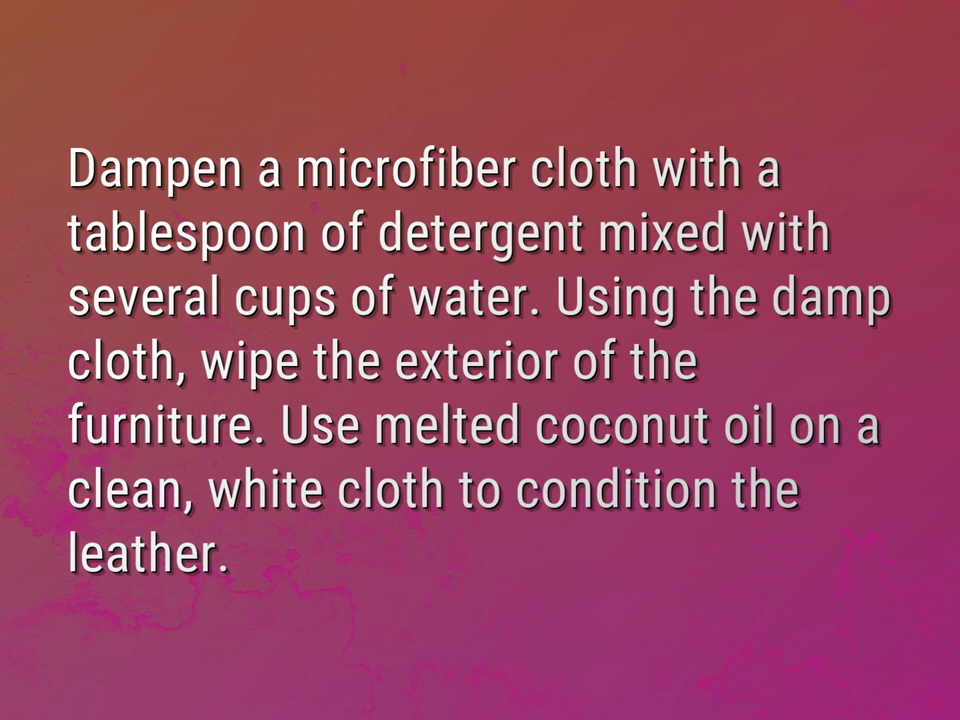 Dampen a microfiber cloth with a
tablespoon of detergent mixed with
several cups of water. Using the damp
cloth, wipe the exterior of the
furniture. Use melted coconut oil on a
clean, white cloth to condition the
leather.